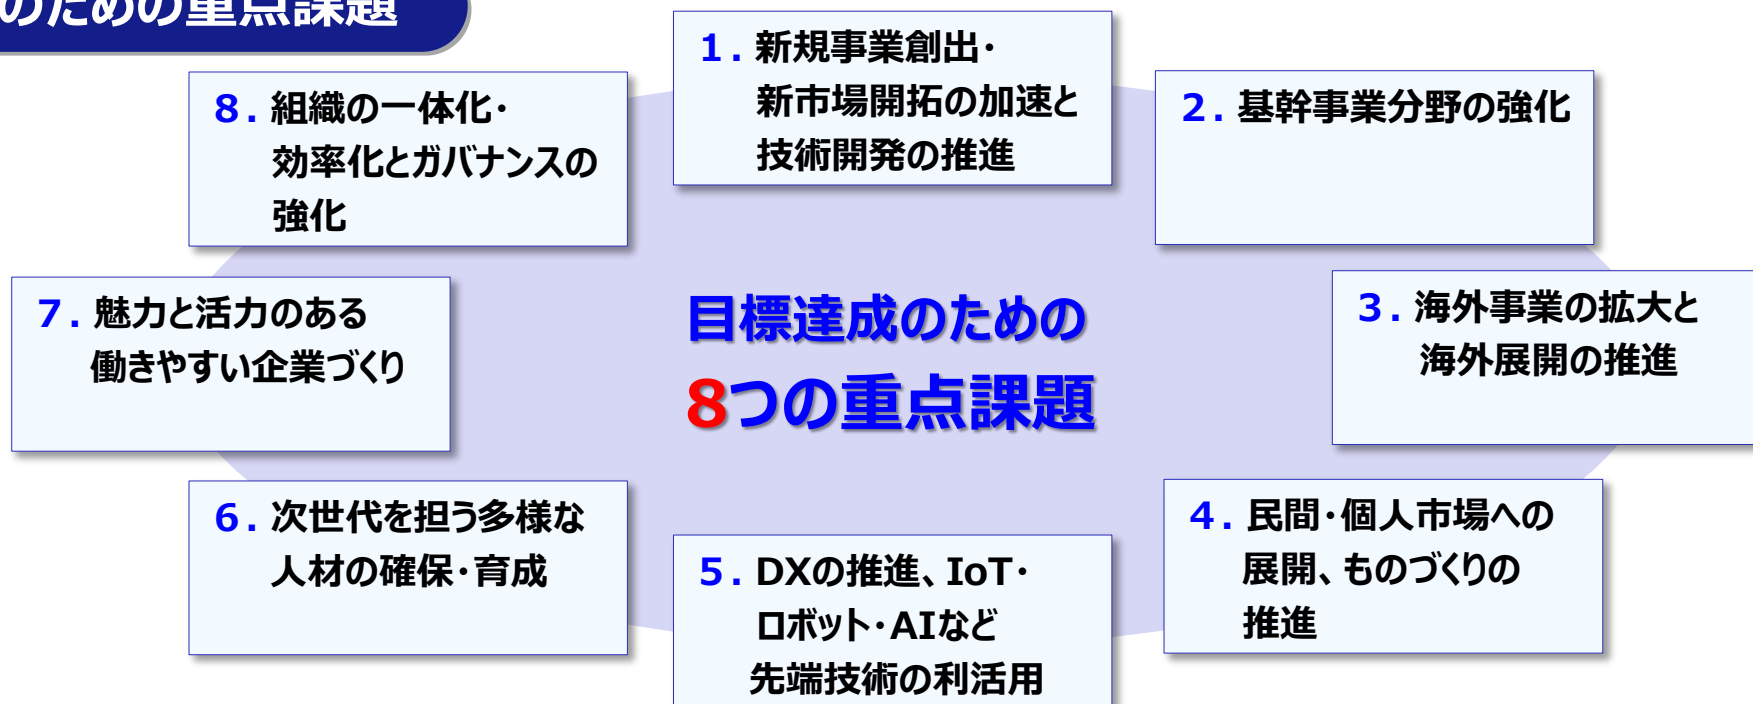 のための重点課題
1. 新規事業創出・
新市場開拓の加速と
技術開発の推進
2. 基幹事業分野の強化
3. 海外事業の拡大と
海外展開の推進
4. 民間・個人市場への
展開、ものづくりの
推進
5. DXの推進、IoT・
ロボット・AIなど
先端技術の利活用
6. 次世代を担う多様な
人材の確保・育成
7. 魅力と活力のある
働きやすい企業づくり
8. 組織の一体化・
効率化とガバナンスの
強化
目標達成のための
8つの重点課題